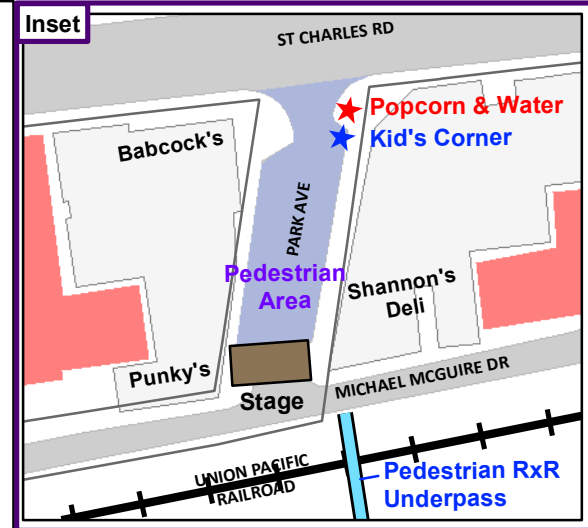 Inset
ST CHARLES RD
Popcorn & Water
Kid's Corner
Babcock's
PARK AVE
Pedestrian
Area
Shannon's
Deli
Punky's
Stage
MICHAEL MCGUIRE DR
UNION PACIFIC
RAILROAD
Pedestrian RxR
Underpass